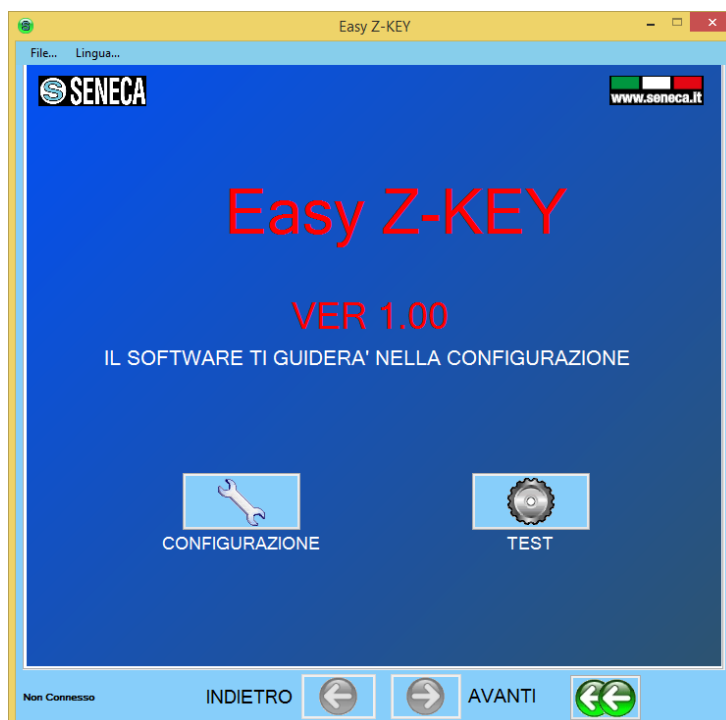 Easy Z-KEY
File... Lingua...
SENECA
www.seneca.it
Easy Z-KEY
VER 1.00
IL SOFTWARE TI GUIDERA' NELLA CONFIGURAZIONE
CONFIGURAZIONE TEST
Non Connesso INDIETRO AVANTI